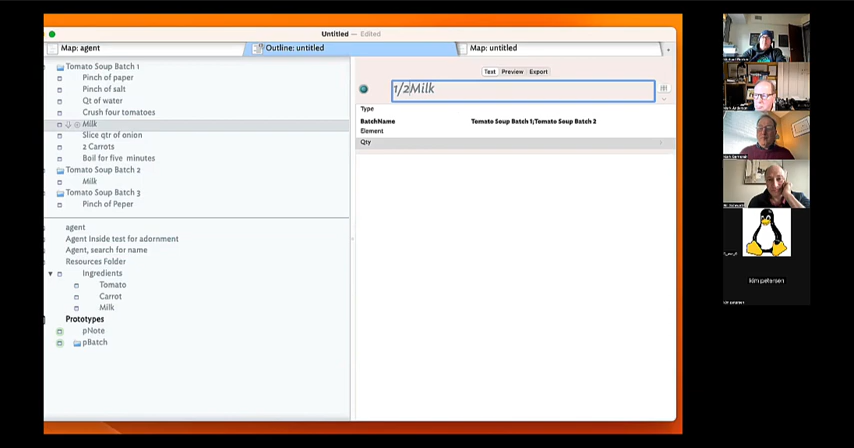 Untitled — Edited
Map: agent
Outline: untitled
Map: untitled
Tomato Soup Batch 1
Pinch of paper
Pinch of salt
Qt of water
Crush four tomatoes
Milk
Slice qtr of onion
2 Carrots
Boil for five minutes
Tomato Soup Batch 2
Milk
Tomato Soup Batch 3
Pinch of Peper
agent
Agent Inside test for adornment
Agent, search for name
Resources Folder
Ingredients
Tomato
Carrot
Milk
Prototypes
pNote
pBatch
Text Preview Export
1/2Milk
Type
BatchName Tomato Soup Batch 1;Tomato Soup Batch 2
Element
Qty
kim petersen